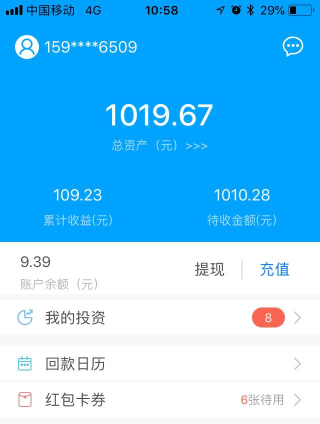 中国移动 4G 10:58 29%
159****6509
1019.67
总资产（元）>>>
109.23 1010.28
累计收益(元) 待收金额(元)
9.39
账户余额（元）
提现 充值
我的投资 8
回款日历
红包卡券 6张待用